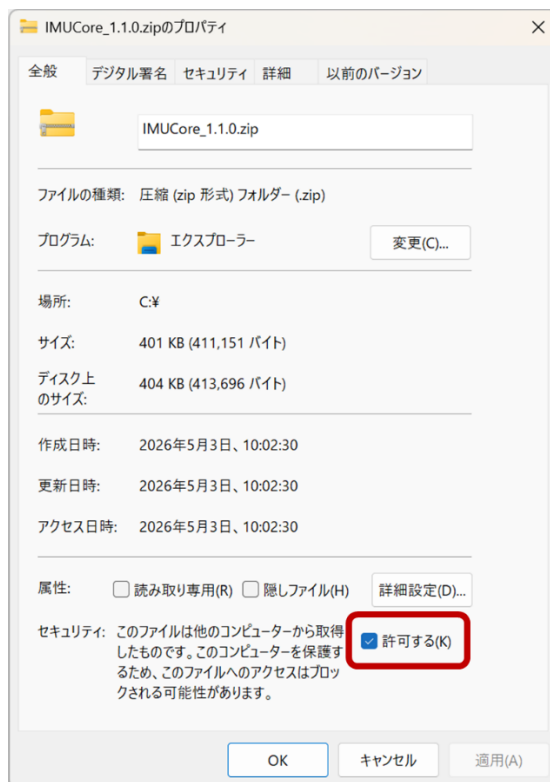 IMUCore_1.1.0.zipのプロパティ
全般 デジタル署名 セキュリティ 詳細 以前のバージョン
IMUCore_1.1.0.zip
ファイルの種類: 圧縮 (zip 形式) フォルダー (.zip)
プログラム: エクスプローラー 変更(C)...
場所: C:¥
サイズ: 401 KB (411,151 バイト)
ディスク上
のサイズ:
404 KB (413,696 バイト)
作成日時: 2026年5月3日、10:02:30
更新日時: 2026年5月3日、10:02:30
アクセス日時: 2026年5月3日、10:02:30
属性: 読み取り専用(R) 隠しファイル(H) 詳細設定(D)...
セキュリティ: このファイルは他のコンピューターから取得
したものです。このコンピューターを保護す
るため、このファイルへのアクセスはブロッ
クされる可能性があります。
許可する(K)
OK キャンセル 適用(A)